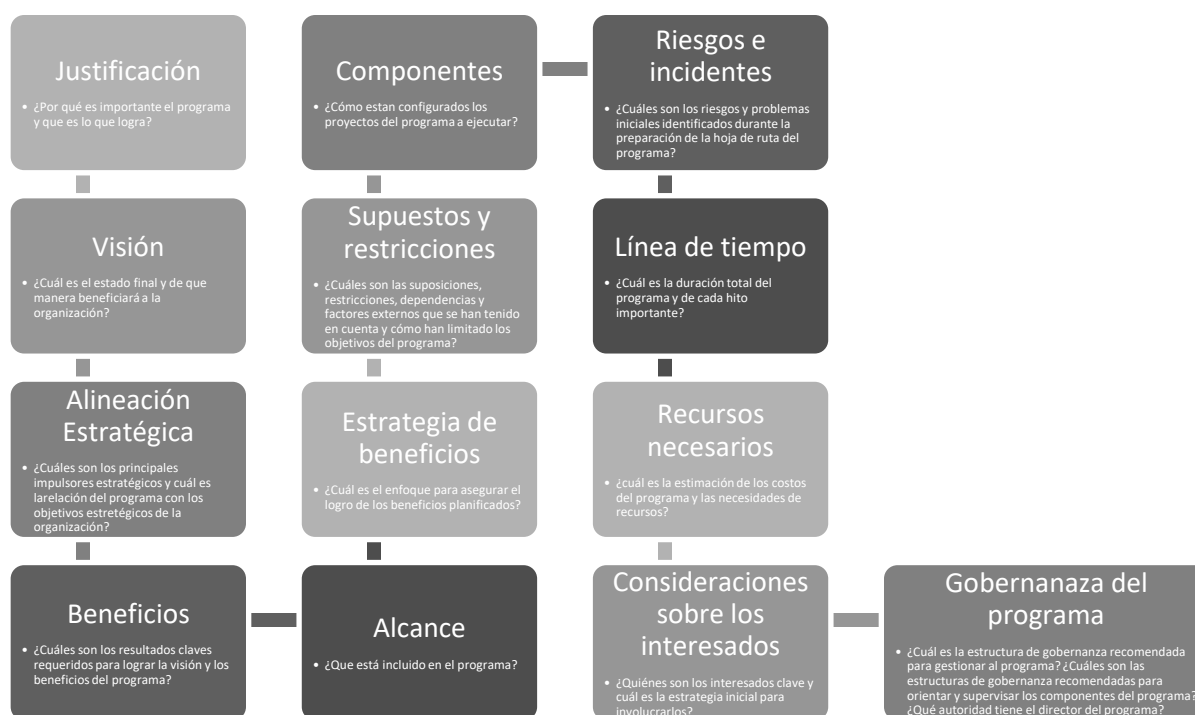 Justificación
• ¿Por qué es importante el programa
y que es lo que logra?
Visión
• ¿Cuál es el estado final y de que
manera beneficiará a la
organización?
Alineación
Estratégica
• ¿Cuáles son los principales
impulsores estratégicos y cuál es
larelación del programa con los
objetivos estretégicos de la
organización?
Beneficios
• ¿Cuáles son los resultados claves
requeridos para lograr la visión y los
beneficios del programa?
Alcance
• ¿Que está incluido en el programa?
Estrategia de
beneficios
• ¿Cuál es el enfoque para asegurar el
logro de los beneficios planificados?
Supuestos y
restricciones
• ¿Cuáles son las suposiciones,
restricciones, dependencias y
factores externos que se han tenido
en cuenta y cómo han limitado los
objetivos del programa?
Componentes
• ¿Cómo estan configurados los
proyectos del programa a ejecutar?
Riesgos e
incidentes
• ¿Cuáles son los riesgos y problemas
iniciales identificados durante la
preparación de la hoja de ruta del
programa?
Línea de tiempo
• ¿Cuál es la duración total del
programa y de cada hito
importante?
Recursos
necesarios
• ¿cuál es la estimación de los costos
del programa y las necesidades de
recursos?
Consideraciones
sobre los
interesados
• ¿Quiénes son los interesados clave y
cuál es la estrategia inicial para
involucrarlos?
Gobernanaza del
programa
• ¿Cuál es la estructura de gobernanza recomendada
para gestionar al programa? ¿Cuáles son las
estructuras de gobernanza recomendadas para
orientar y supervisar los componentes del programa?
¿Qué autoridad tiene el director del programa?